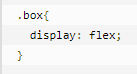 .box{
  display: flex;
}